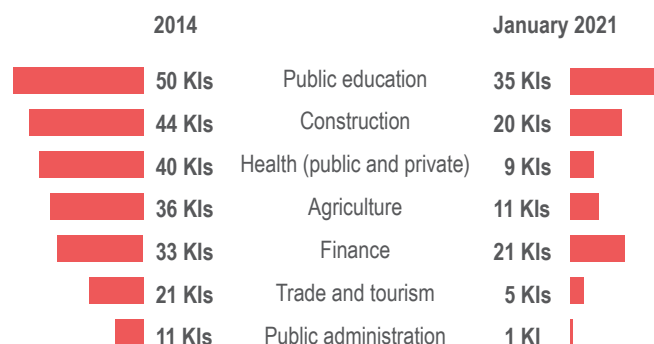 2014 January 2021
50 KIs Public education 35 KIs
44 KIs Construction 20 KIs
40 KIs Health (public and private) 9 KIs
36 KIs Agriculture 11 KIs
33 KIs Finance 21 KIs
21 KIs Trade and tourism 5 KIs
11 KIs Public administration 1 KI